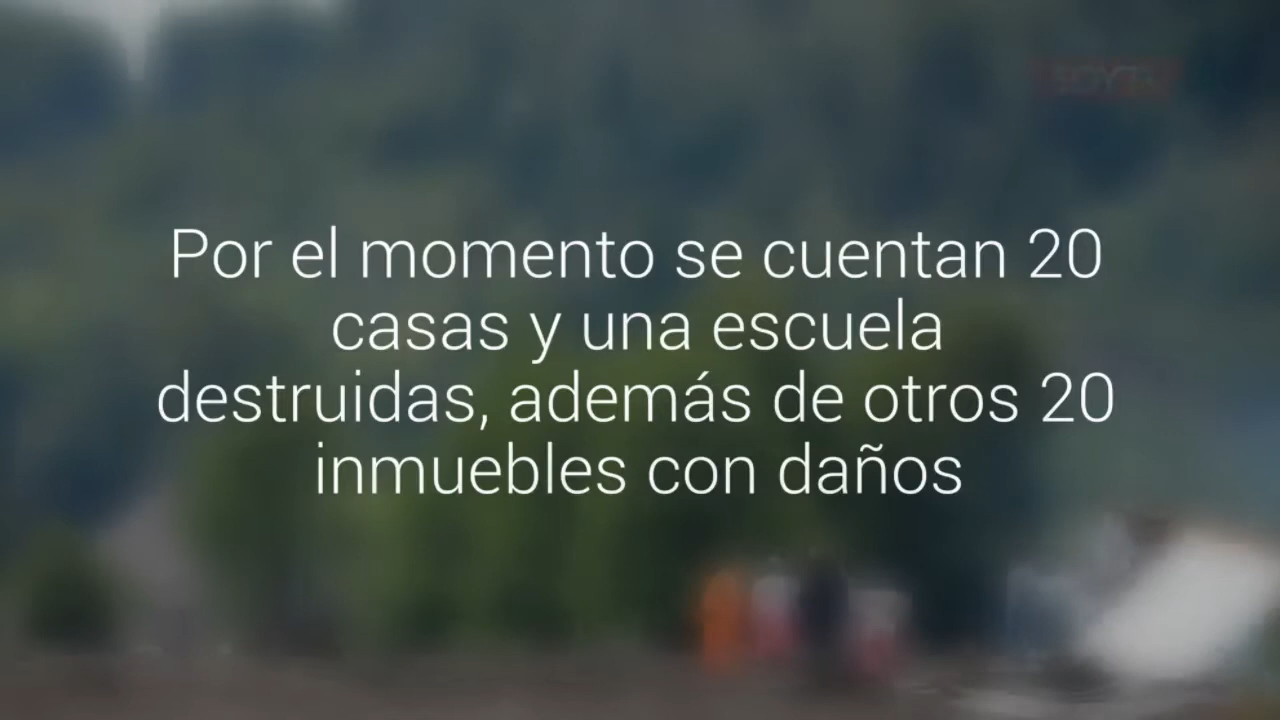 Por el momento se cuentan 20
casas y una escuela
destruidas, además de otros 20
inmuebles con daños